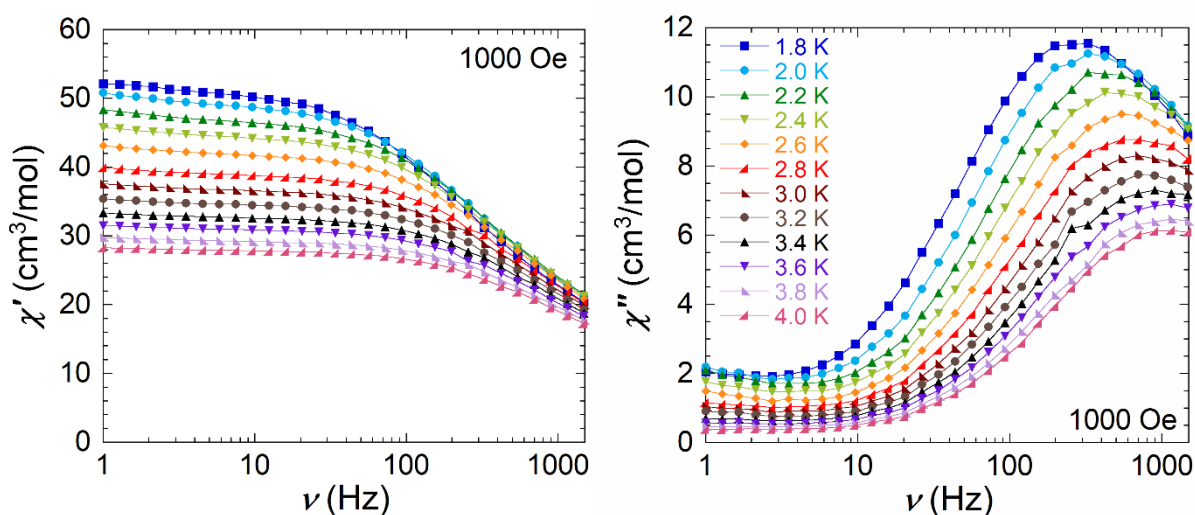 60
50
40
30
20
10
0
χ′ (cm³/mol)
1000 Oe
1
10
100
1000
ν (Hz)
12
10
8
6
4
2
0
χ″ (cm³/mol)
1.8 K
2.0 K
2.2 K
2.4 K
2.6 K
2.8 K
3.0 K
3.2 K
3.4 K
3.6 K
3.8 K
4.0 K
1000 Oe
1
10
100
1000
ν (Hz)